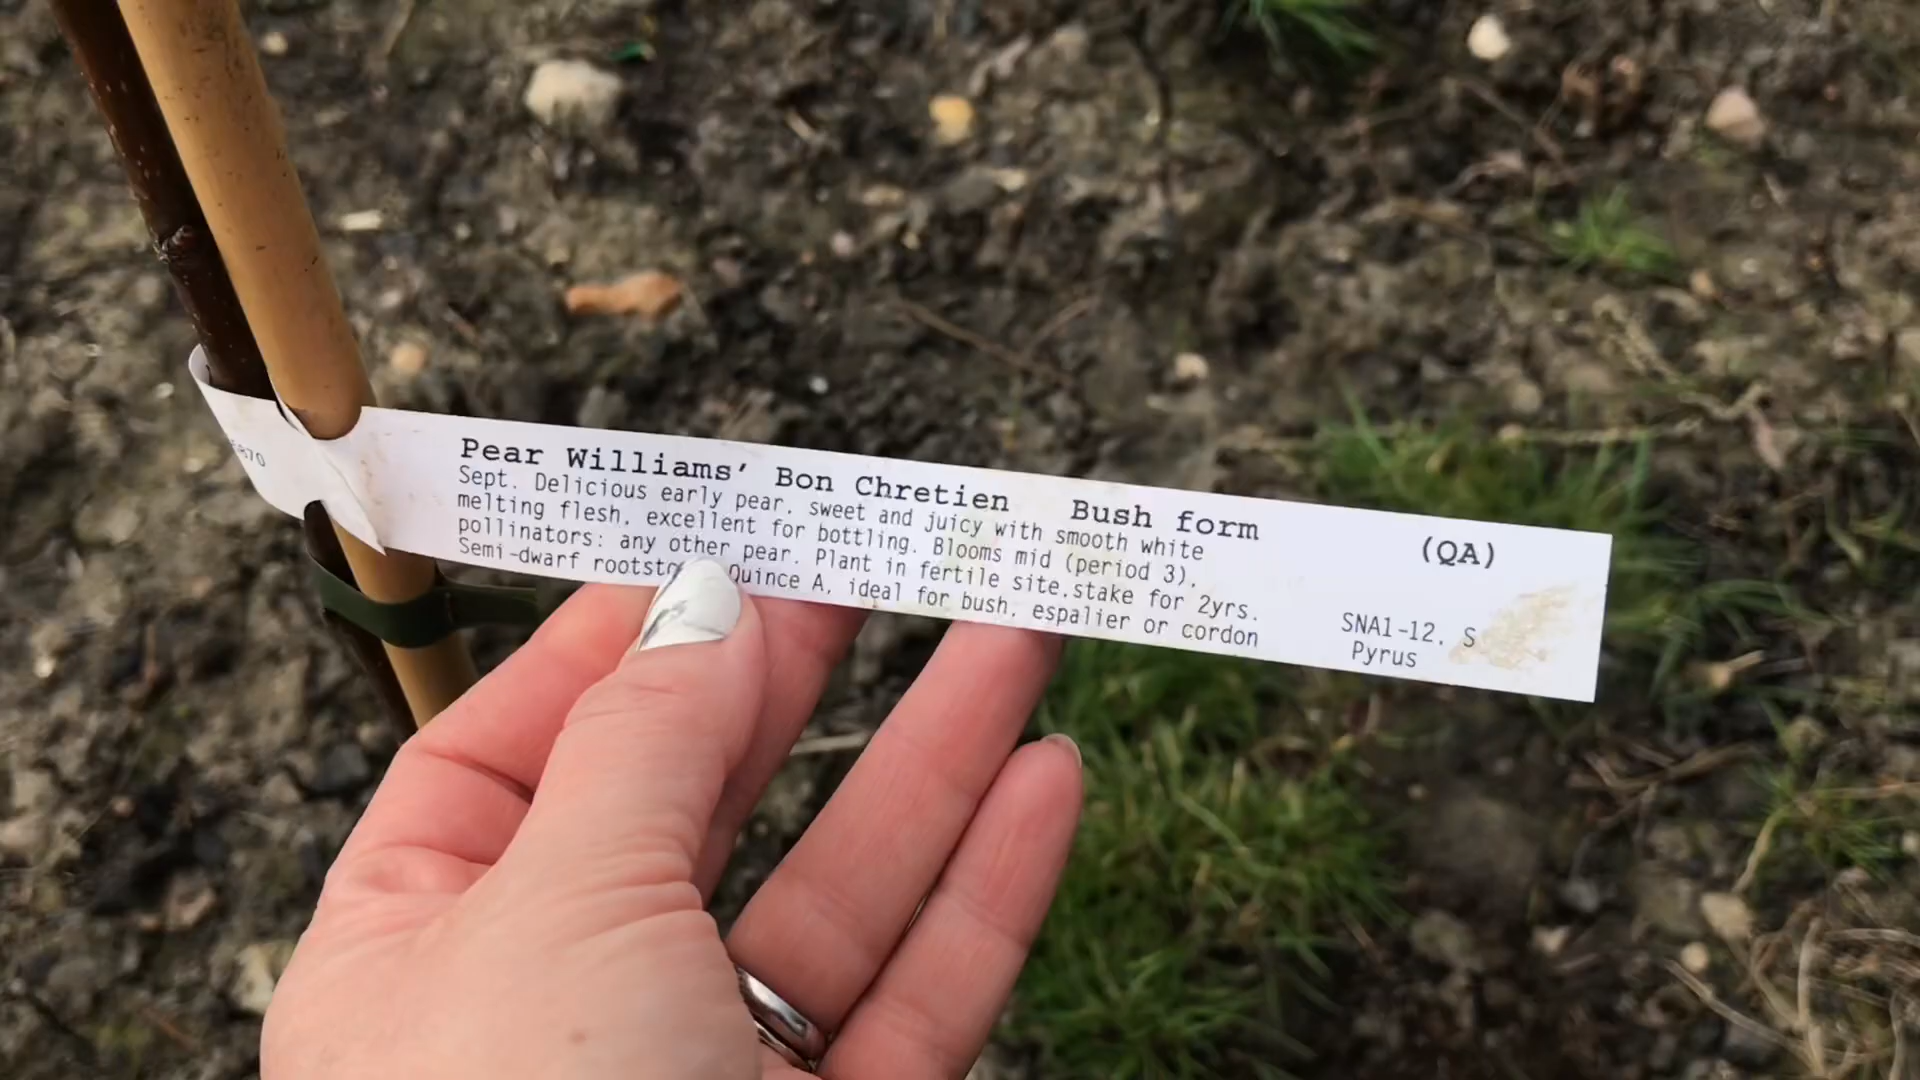 Pear Williams' Bon Chretien Bush form (QA)
Sept. Delicious early pear. sweet and juicy with smooth white
melting flesh, excellent for bottling. Blooms mid (period 3),
pollinators: any other pear. Plant in fertile site,stake for 2yrs.
Semi-dwarf Quince A, ideal for bush, espalier or cordon
SNA1-12. S
Pyrus